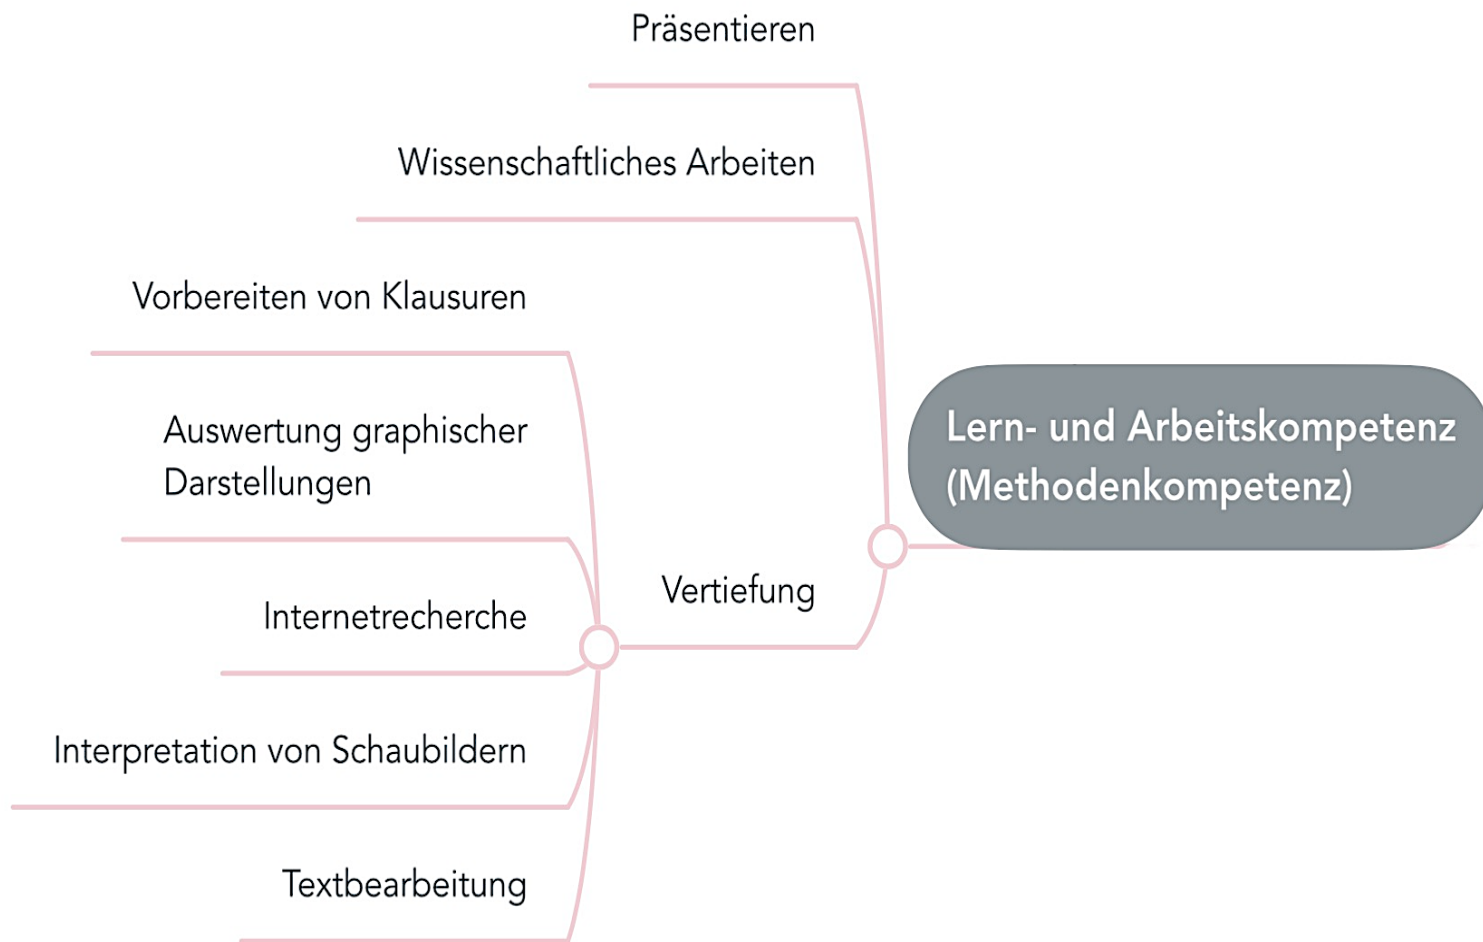 Präsentieren
Wissenschaftliches Arbeiten
Vorbereiten von Klausuren
Auswertung graphischer
Darstellungen
Internetrecherche
Interpretation von Schaubildern
Textbearbeitung
Vertiefung
Lern- und Arbeitskompetenz
(Methodenkompetenz)